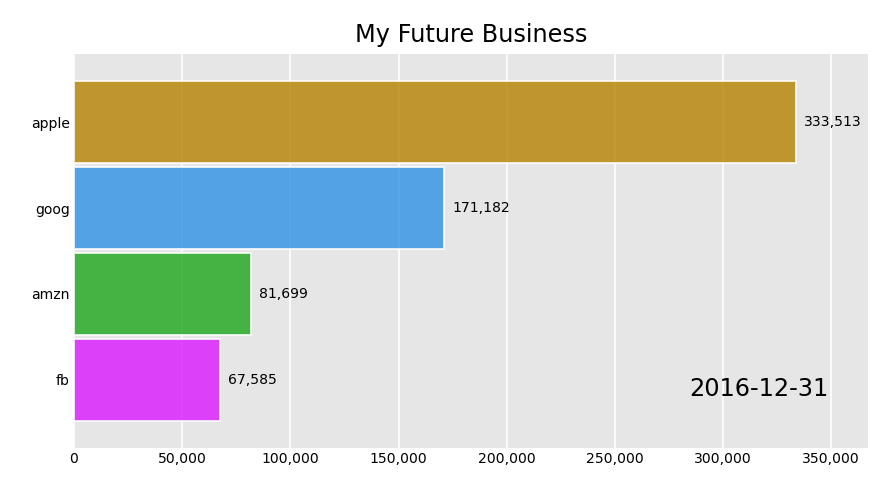 My Future Business
apple
333,513
goog
171,182
amzn
81,699
fb
67,585
2016-12-31
0
50,000
100,000
150,000
200,000
250,000
300,000
350,000